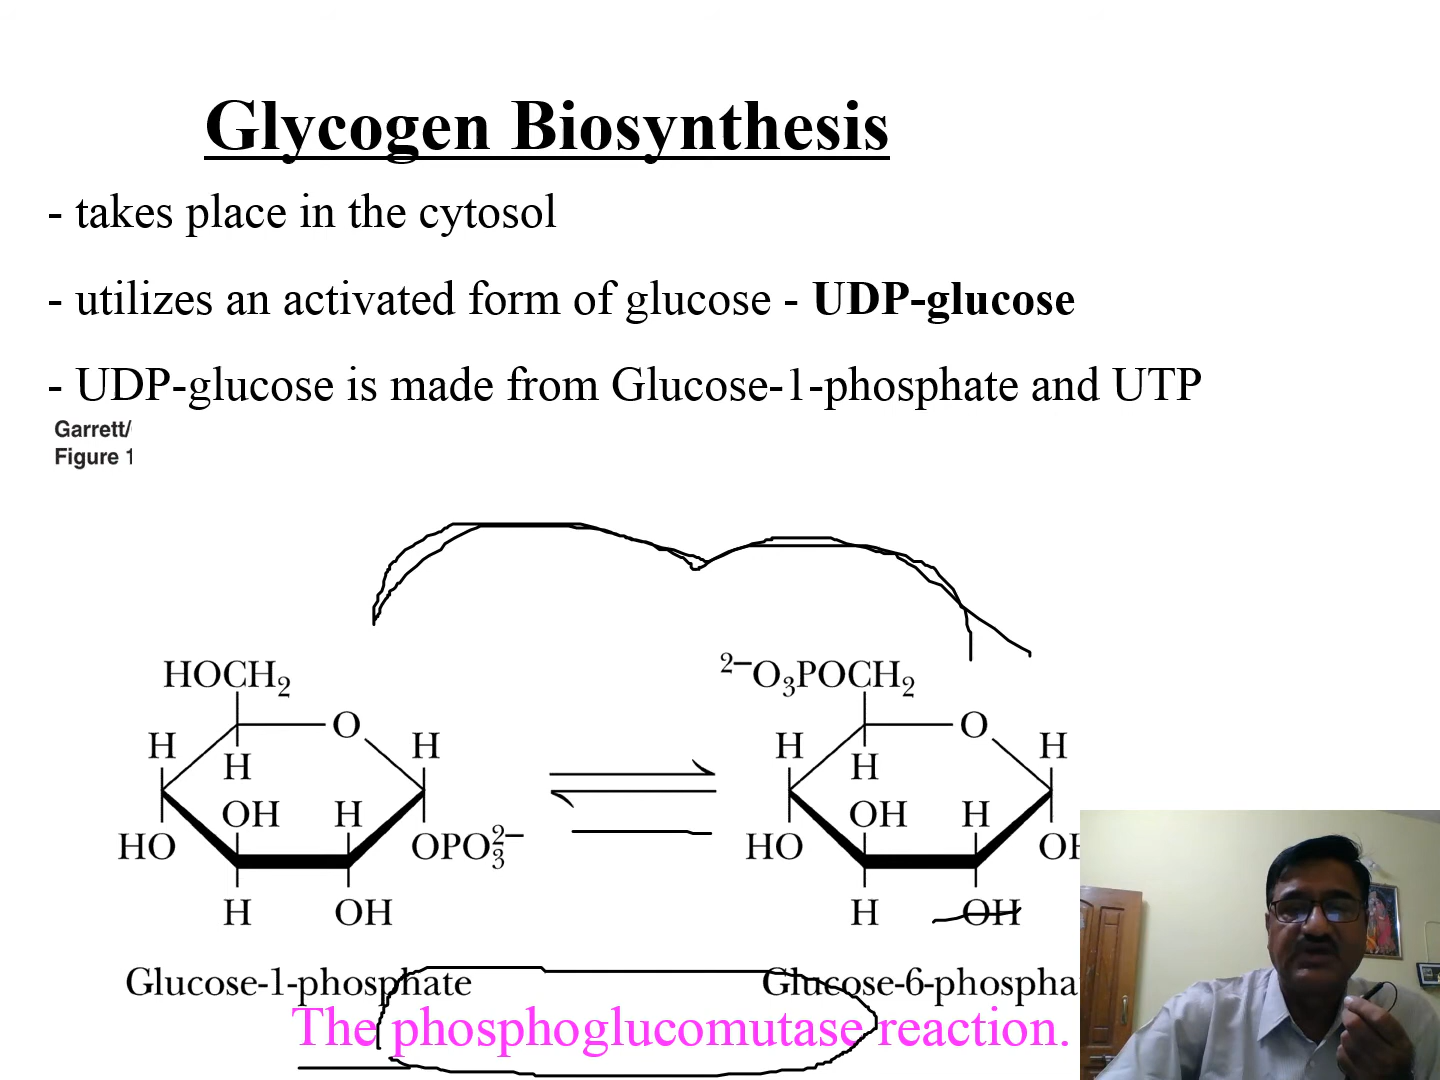 Glycogen Biosynthesis
- takes place in the cytosol
- utilizes an activated form of glucose - UDP-glucose
- UDP-glucose is made from Glucose-1-phosphate and UTP
Garrett/
Figure 1
HOCH₂ ²⁻O₃POCH₂
O O
H H H H
H H
OH H OH H
HO OPO₃²⁻ HO
H OH H OH
Glucose-1-phosphate Glucose-6-phospha
The phosphoglucomutase reaction.